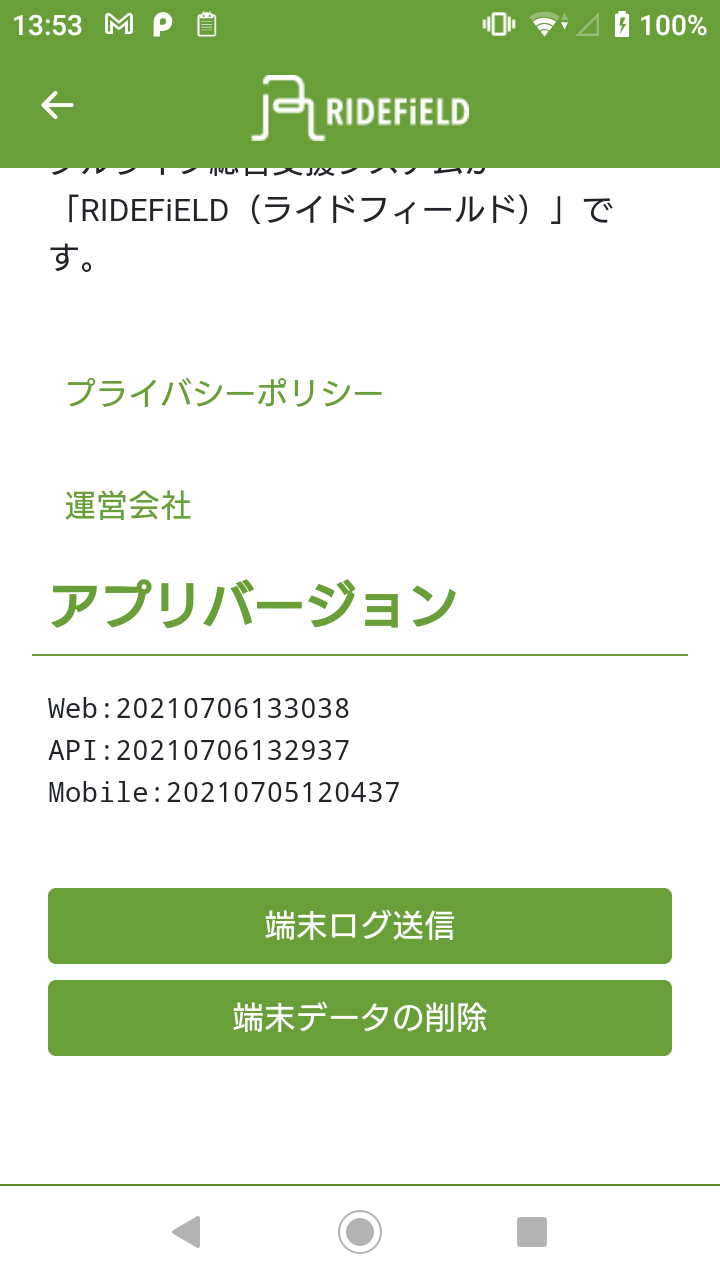 13:53
100%
RIDEFiELD
「RIDEFiELD（ライドフィールド）」で
す。
プライバシーポリシー
運営会社
アプリバージョン
Web:20210706133038
API:20210706132937
Mobile:20210705120437
端末ログ送信
端末データの削除